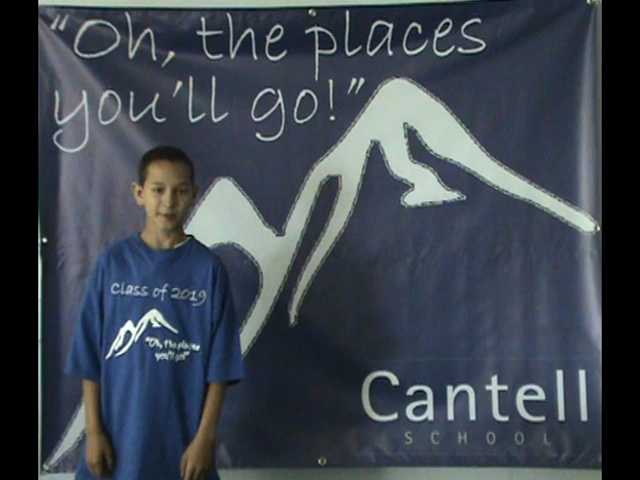 "Oh, the places
you'll go!"
Class of 2019
"Oh, the places
you'll go!"
Cantell
SCHOOL